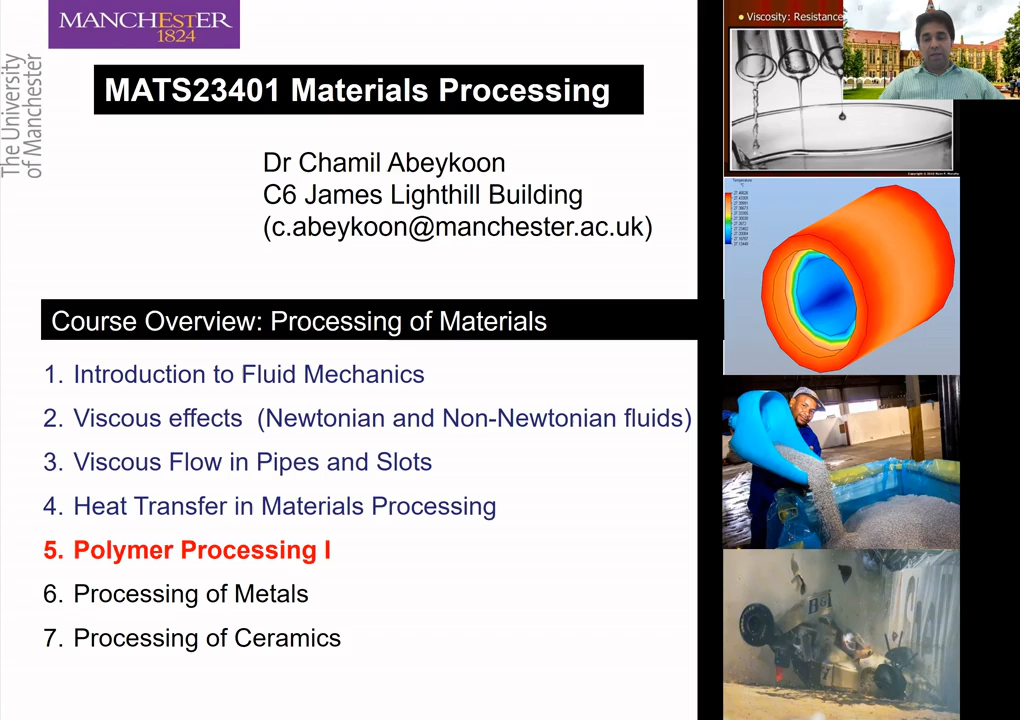 MANCHESTER
1824
The University
of Manchester
MATS23401 Materials Processing
Dr Chamil Abeykoon
C6 James Lighthill Building
(c.abeykoon@manchester.ac.uk)
Course Overview: Processing of Materials
1. Introduction to Fluid Mechanics
2. Viscous effects (Newtonian and Non-Newtonian fluids)
3. Viscous Flow in Pipes and Slots
4. Heat Transfer in Materials Processing
5. Polymer Processing I
6. Processing of Metals
7. Processing of Ceramics
Viscosity: Resistance
Temperature